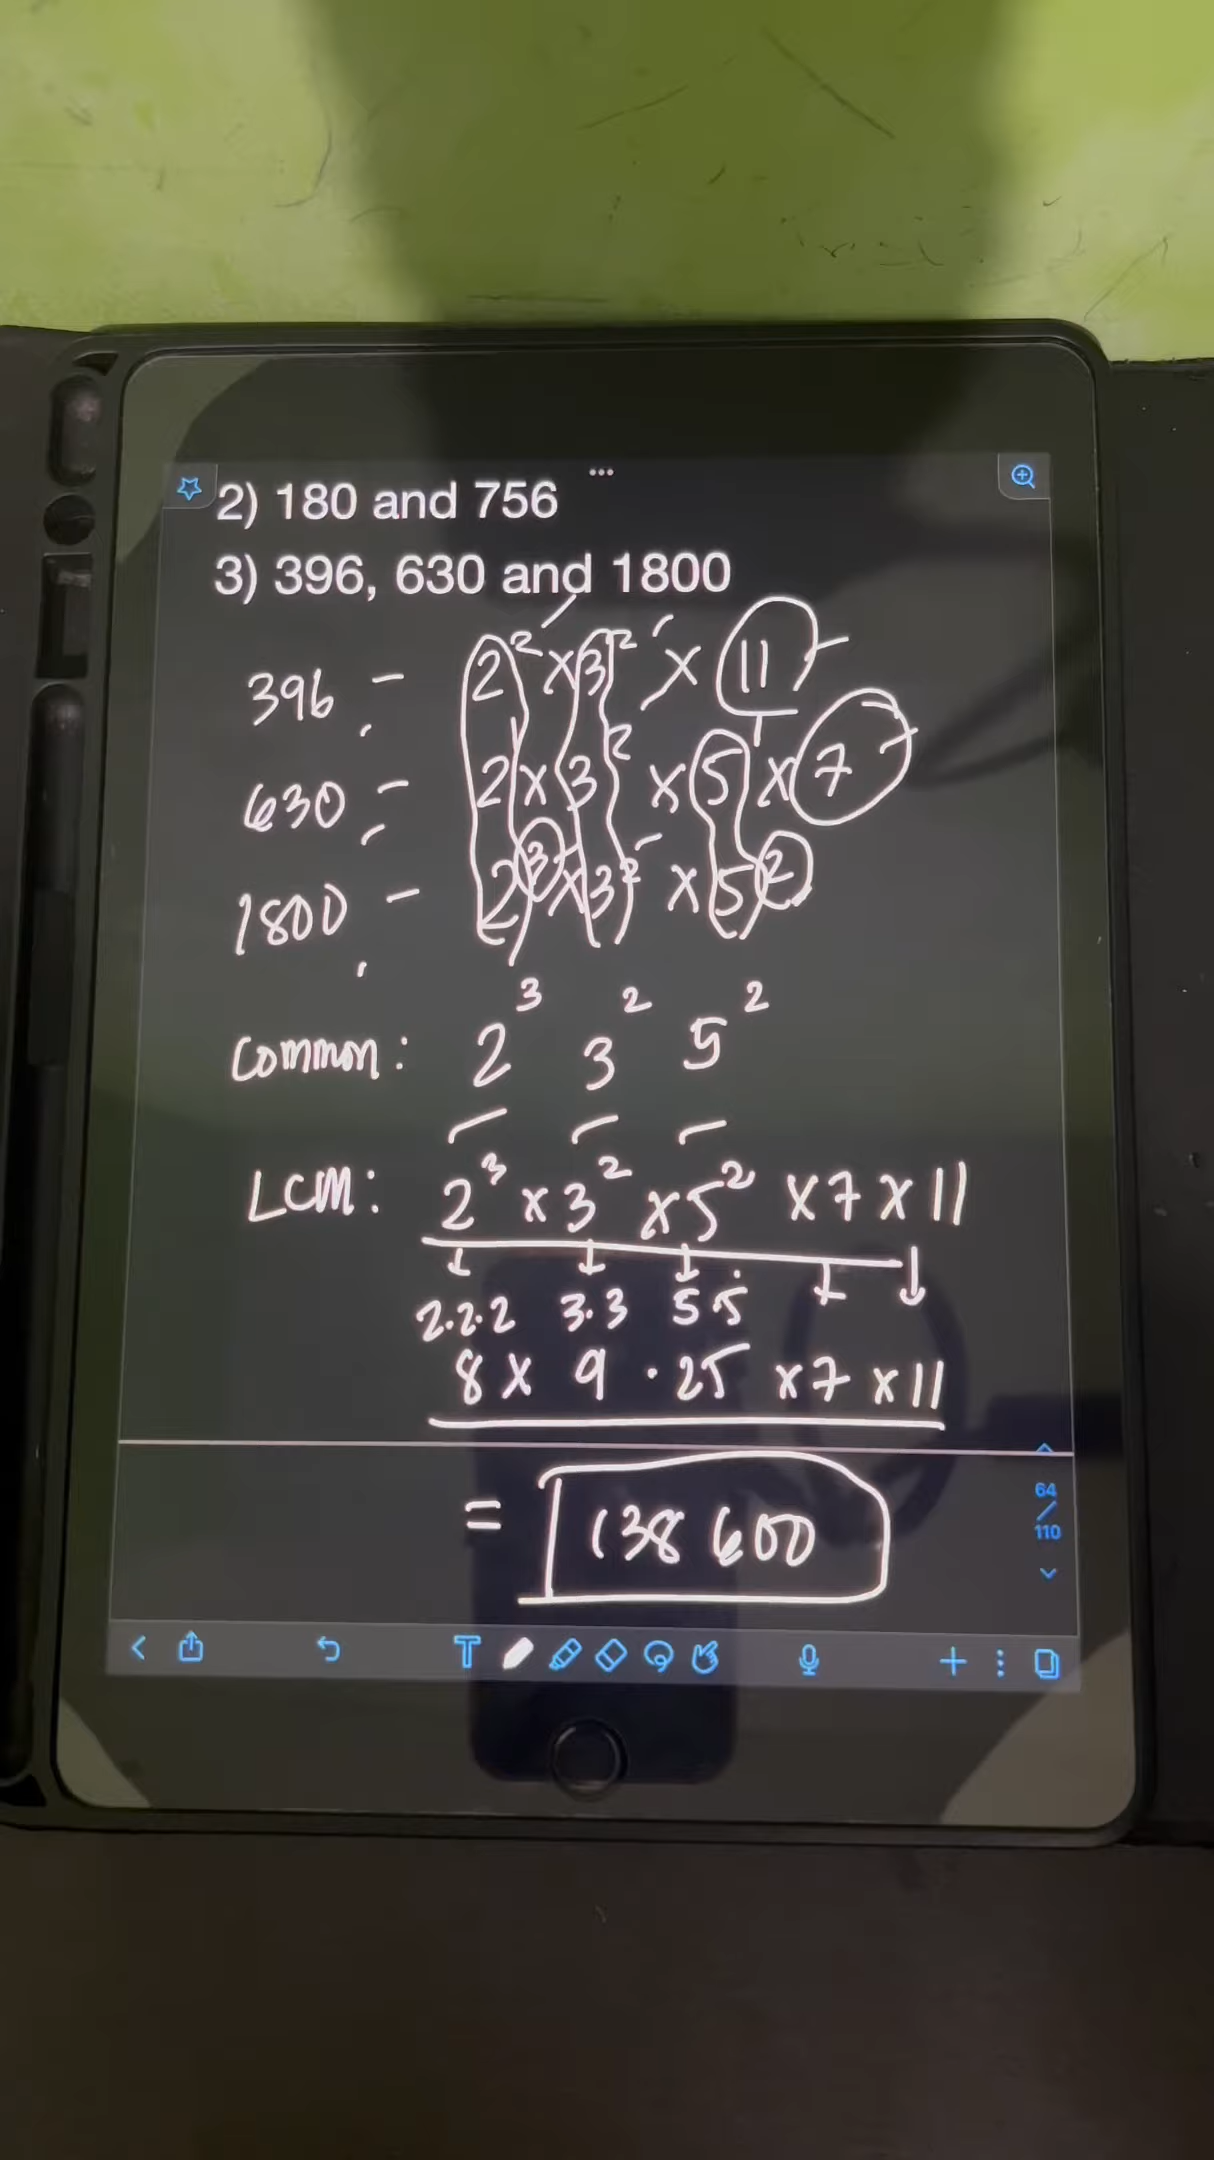 2) 180 and 756
3) 396, 630 and 1800
396 - 2² x 3² x 11
630 - 2 x 3² x 5 x 7
1800 - 2³ x 3² x 5²
Common: 2³ 3² 5²
LCM: 2³ x 3² x 5² x 7 x 11
2.2.2 3.3 5.5
8 x 9 . 25 x 7 x 11
= 138 600
64
/
110
T